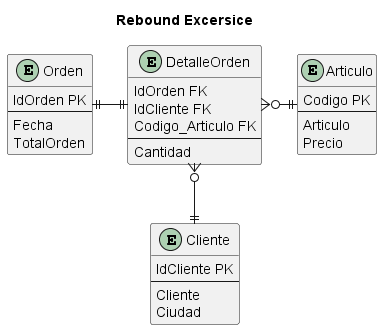 Rebound Excersice
E Orden
IdOrden PK
Fecha
TotalOrden
E DetalleOrden
IdOrden FK
IdCliente FK
Codigo_Articulo FK
Cantidad
E Articulo
Codigo PK
Articulo
Precio
E Cliente
IdCliente PK
Cliente
Ciudad